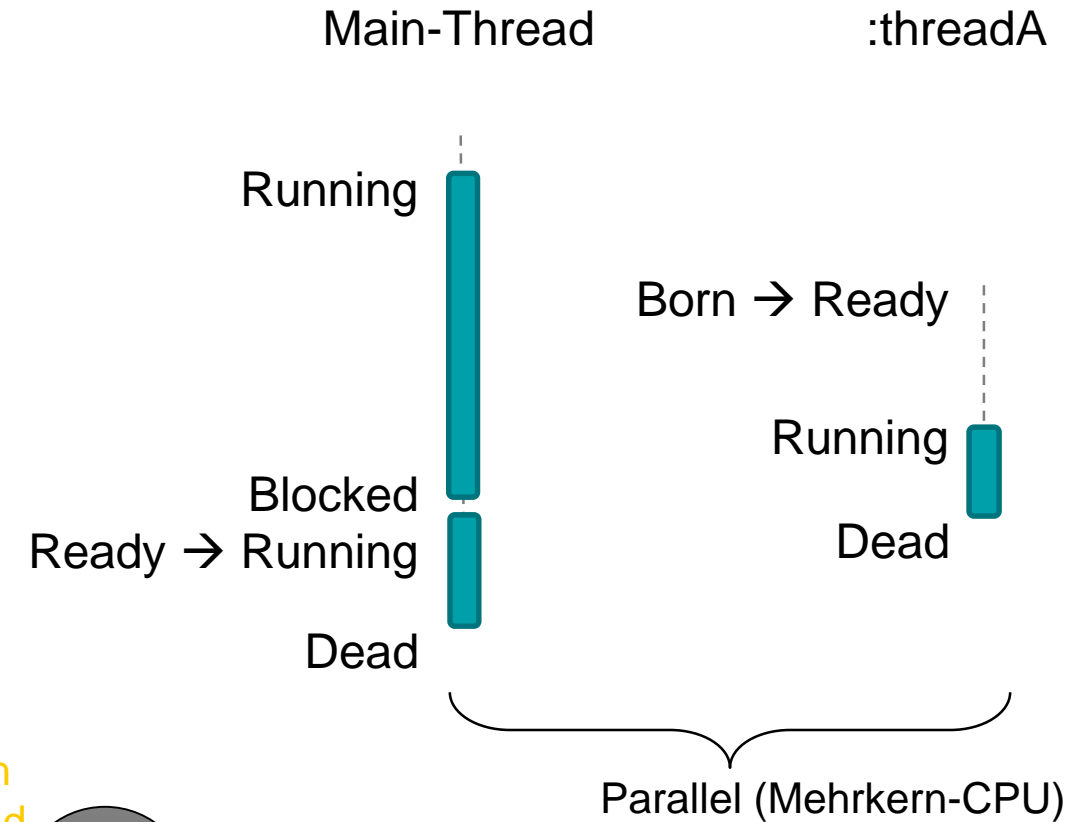 Main-Thread
:threadA
Running
Born → Ready
Running
Blocked
Ready → Running
Dead
Dead
Parallel (Mehrkern-CPU)